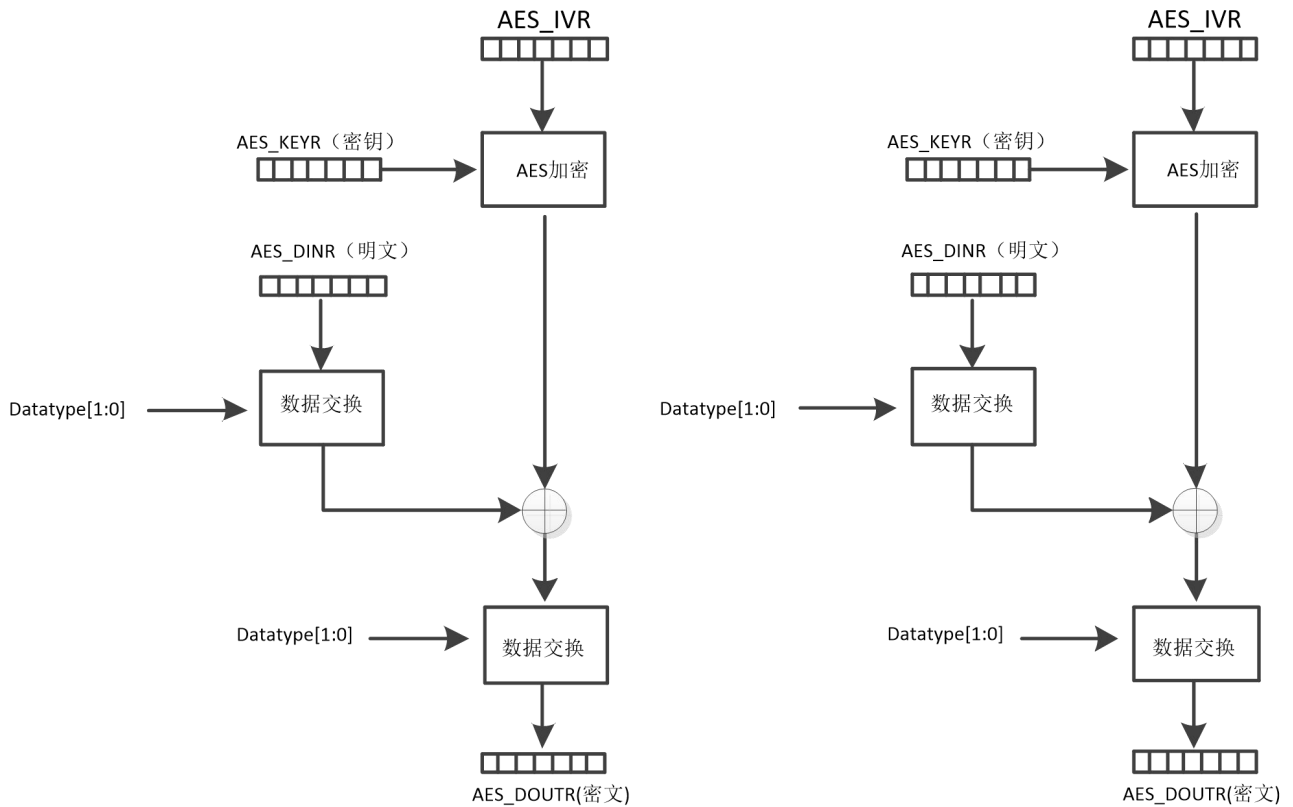 AES_IVR
AES_KEYR（密钥）
AES加密
AES_DINR（明文）
Datatype[1:0]
数据交换
Datatype[1:0]
数据交换
AES_DOUTR(密文)
AES_IVR
AES_KEYR（密钥）
AES加密
AES_DINR（明文）
Datatype[1:0]
数据交换
Datatype[1:0]
数据交换
AES_DOUTR(密文)